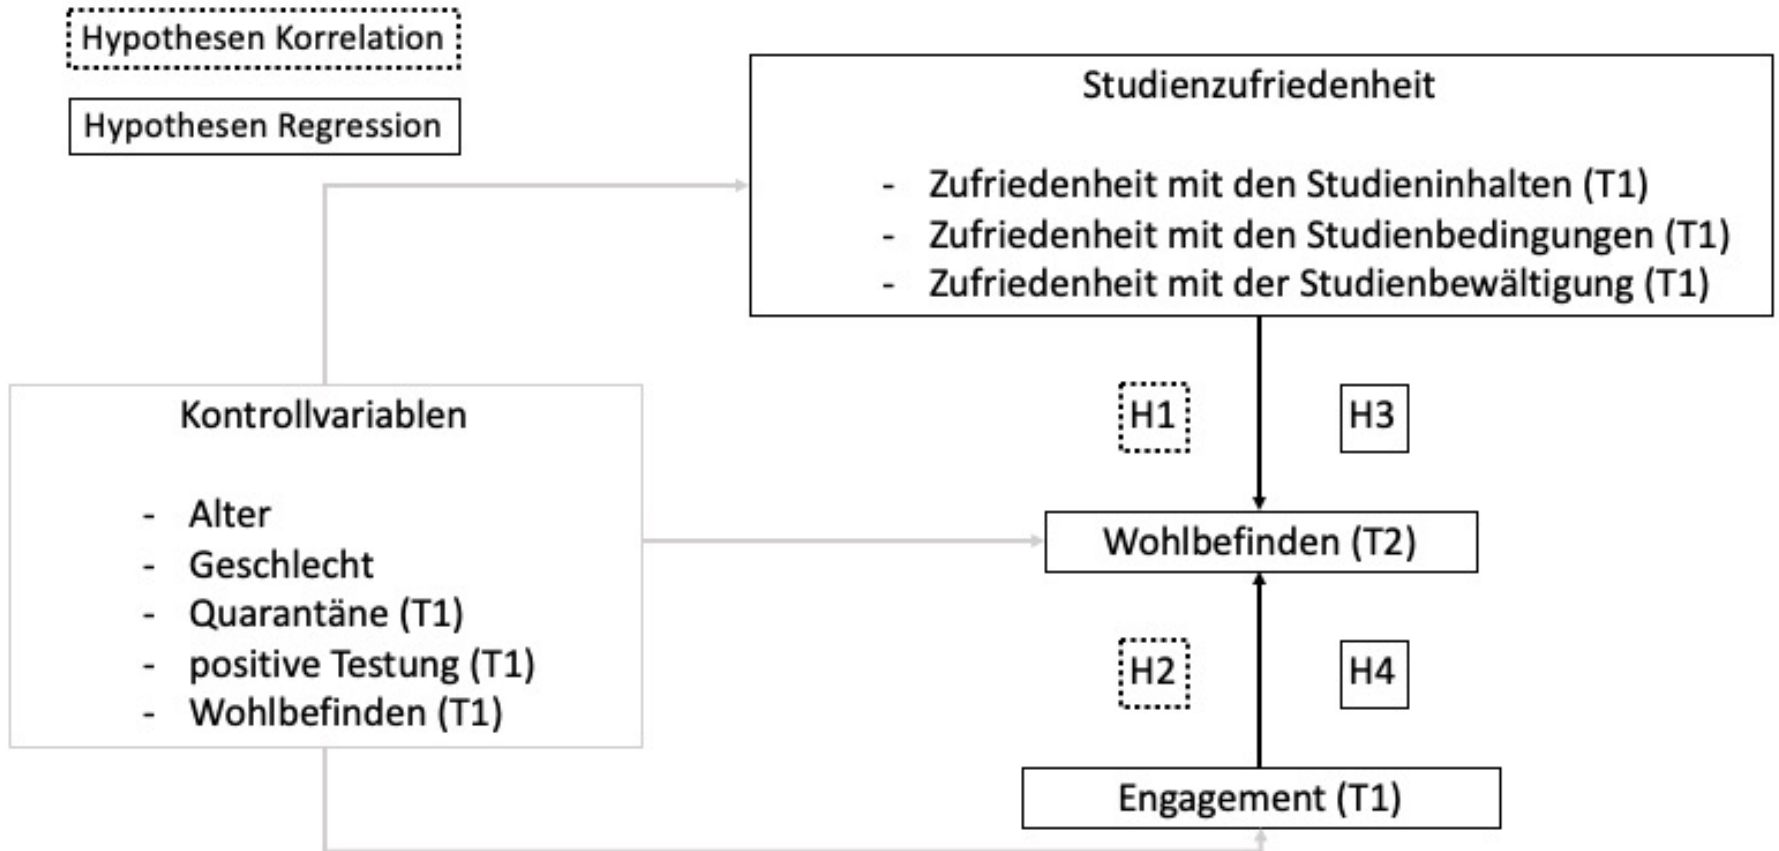 Hypothesen Korrelation
Hypothesen Regression
Studienzufriedenheit
- Zufriedenheit mit den Studieninhalten (T1)
- Zufriedenheit mit den Studienbedingungen (T1)
- Zufriedenheit mit der Studienbewältigung (T1)
Kontrollvariablen
- Alter
- Geschlecht
- Quarantäne (T1)
- positive Testung (T1)
- Wohlbefinden (T1)
H1
H3
Wohlbefinden (T2)
H2
H4
Engagement (T1)